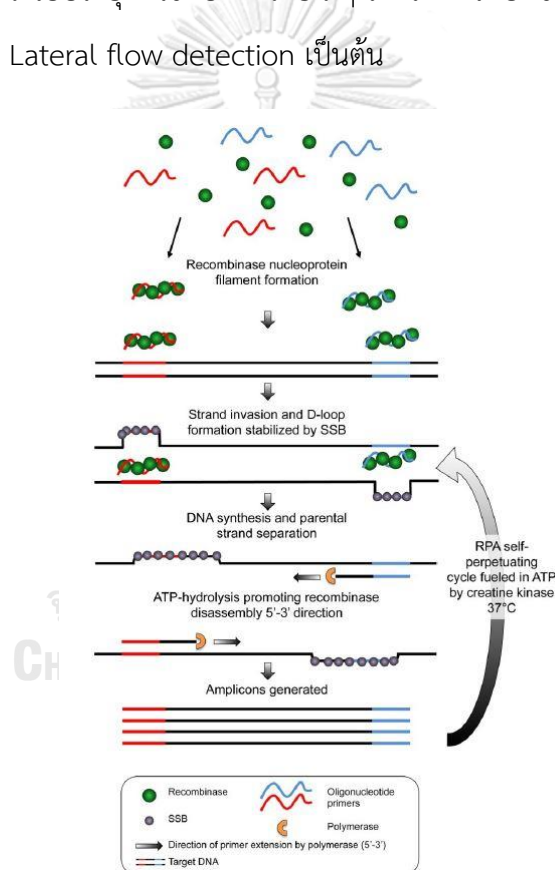 Lateral flow detection เป็นต้น
Recombinase nucleoprotein
filament formation
Strand invasion and D-loop
formation stabilized by SSB
DNA synthesis and parental
strand separation
RPA self-
perpetuating
cycle fueled in ATP
by creatine kinase
37°C
ATP-hydrolysis promoting recombinase
disassembly 5'-3' direction
Amplicons generated
Recombinase
SSB
Oligonucleotide
primers
Polymerase
Direction of primer extension by polymerase (5'-3')
Target DNA